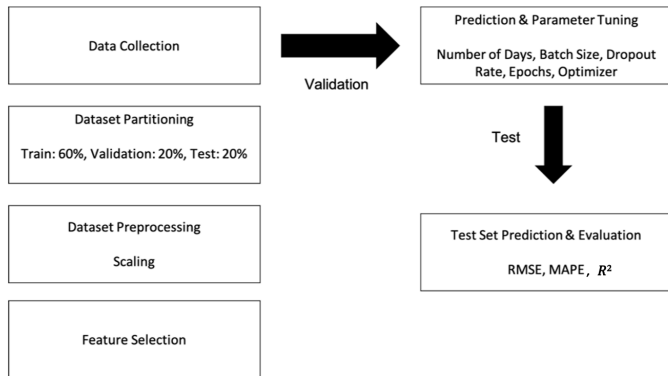 Data Collection
Dataset Partitioning
Train: 60%, Validation: 20%, Test: 20%
Dataset Preprocessing
Scaling
Feature Selection
Validation
Prediction & Parameter Tuning
Number of Days, Batch Size, Dropout
Rate, Epochs, Optimizer
Test
Test Set Prediction & Evaluation
RMSE, MAPE , R²